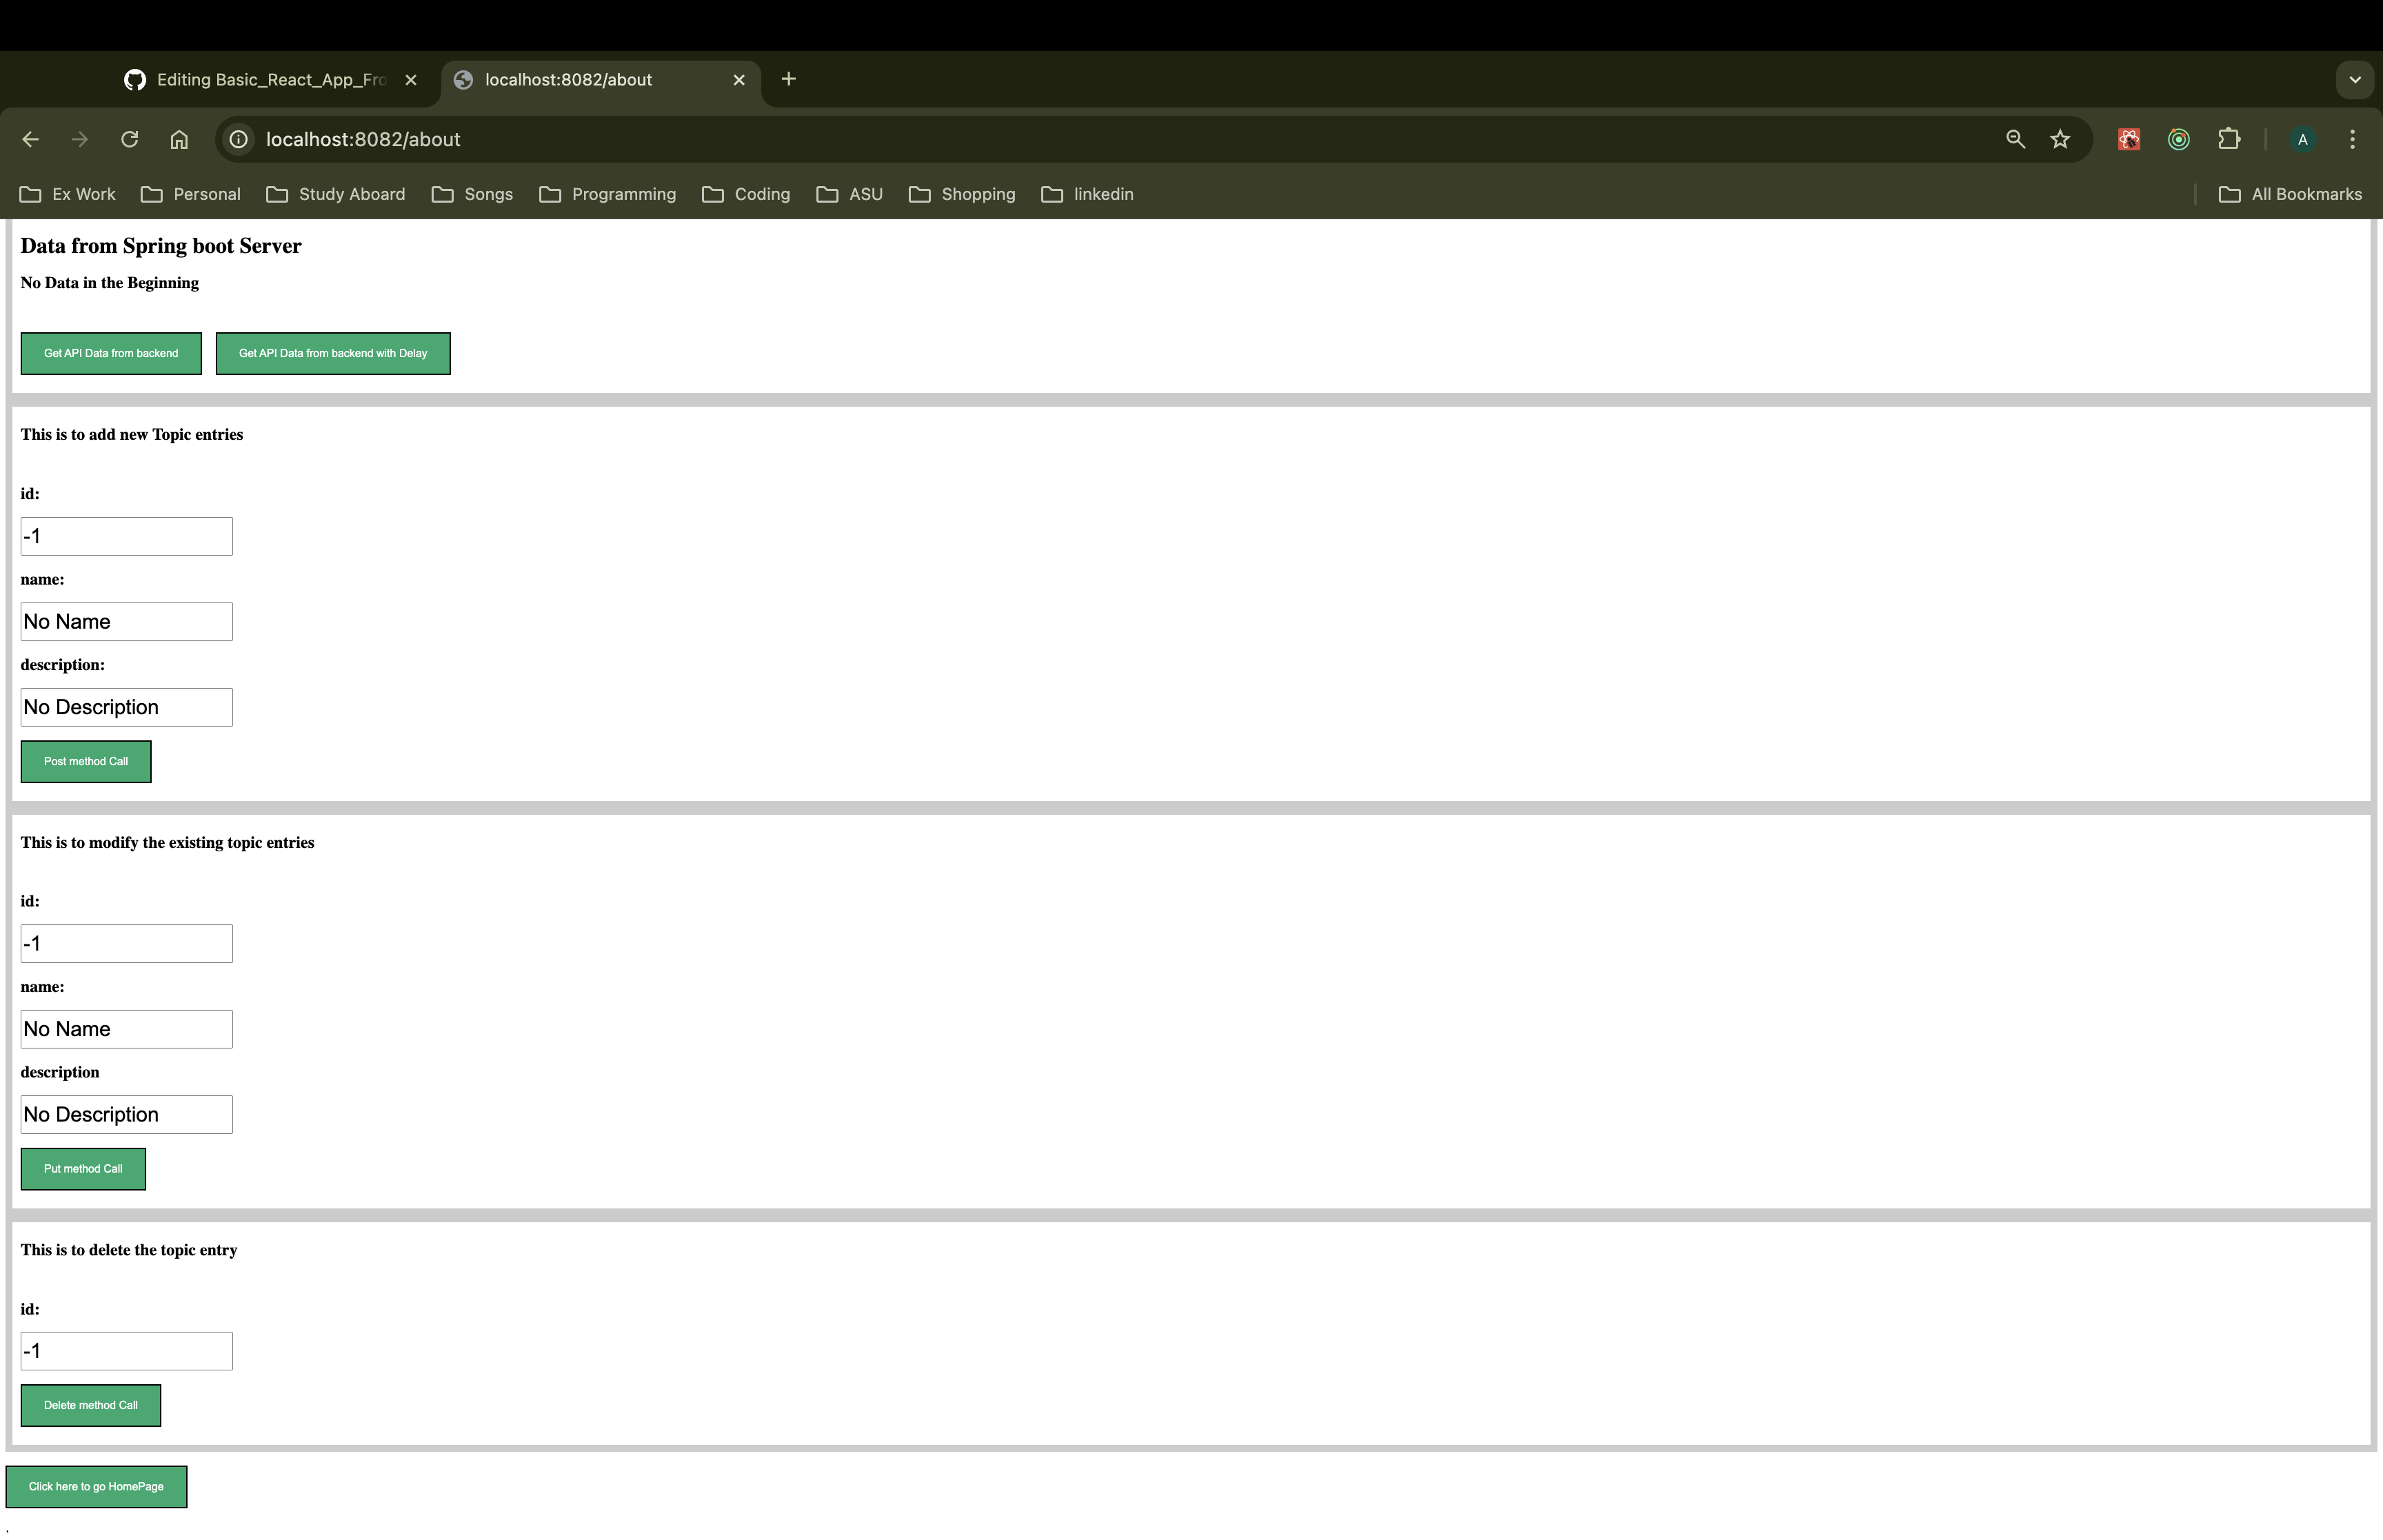 Editing Basic_React_App_Fro
localhost:8082/about
localhost:8082/about
A
Ex Work Personal Study Aboard Songs Programming Coding ASU Shopping linkedin All Bookmarks
Data from Spring boot Server
No Data in the Beginning
Get API Data from backend Get API Data from backend with Delay
This is to add new Topic entries
id:
-1
name:
No Name
description:
No Description
Post method Call
This is to modify the existing topic entries
id:
-1
name:
No Name
description
No Description
Put method Call
This is to delete the topic entry
id:
-1
Delete method Call
Click here to go HomePage
.